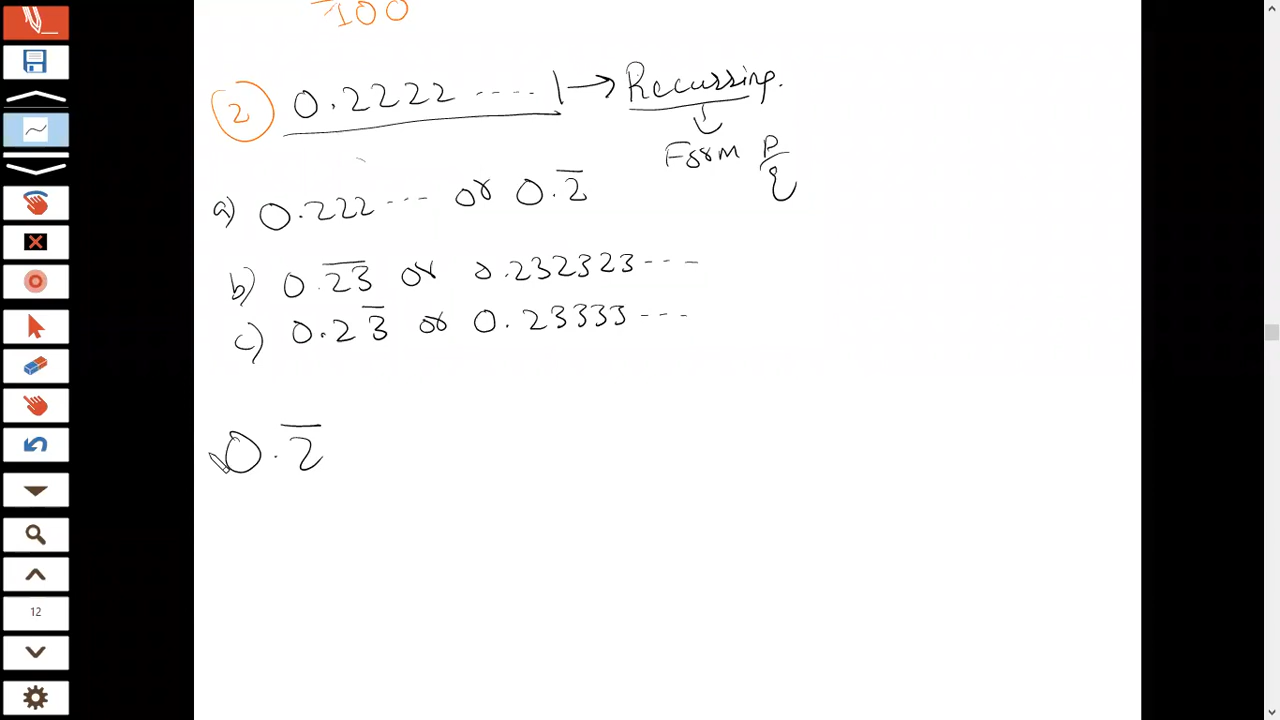 100
2 0.2222 .... → Recurring.
Form p/q
a) 0.222 --- or 0.2̅
b) 0.2̅3̅ or 0.232323 ---
c) 0.23̅ or 0.23333 ---
0.2̅
12